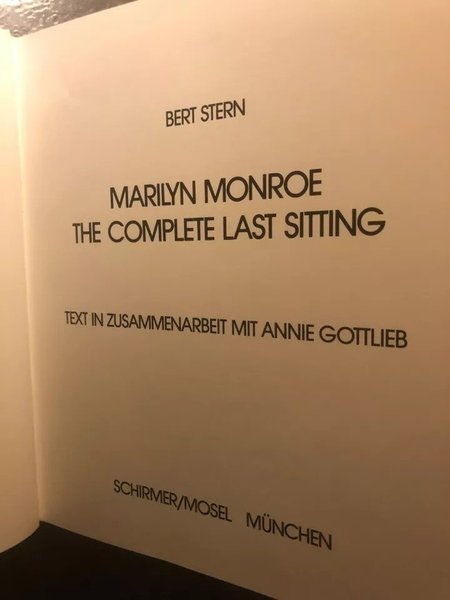 BERT STERN
MARILYN MONROE
THE COMPLETE LAST SITTING
TEXT IN ZUSAMMENARBEIT MIT ANNIE GOTTLIEB
SCHIRMER/MOSEL MÜNCHEN